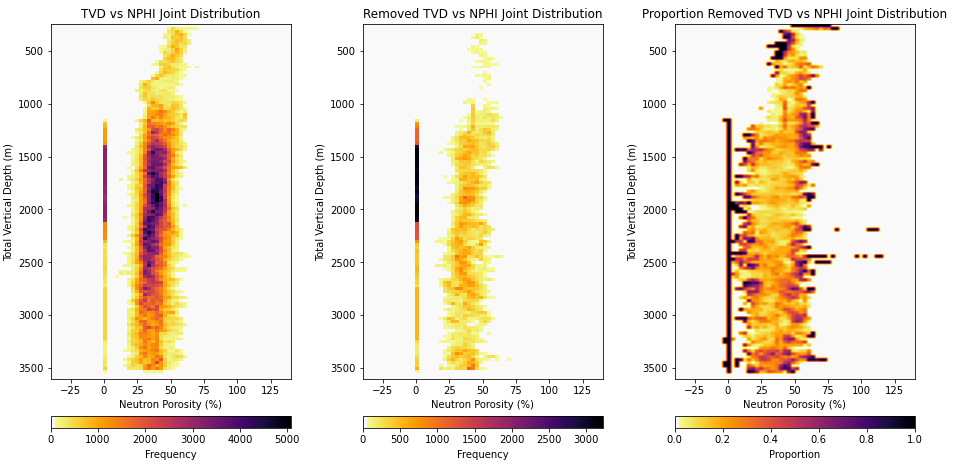 TVD vs NPHI Joint Distribution
Total Vertical Depth (m)
500
1000
1500
2000
2500
3000
3500
−25 0 25 50 75 100 125
Neutron Porosity (%)
0 1000 2000 3000 4000 5000
Frequency
Removed TVD vs NPHI Joint Distribution
Total Vertical Depth (m)
500
1000
1500
2000
2500
3000
3500
−25 0 25 50 75 100 125
Neutron Porosity (%)
0 500 1000 1500 2000 2500 3000
Frequency
Proportion Removed TVD vs NPHI Joint Distribution
Total Vertical Depth (m)
500
1000
1500
2000
2500
3000
3500
−25 0 25 50 75 100 125
Neutron Porosity (%)
0.0 0.2 0.4 0.6 0.8 1.0
Proportion